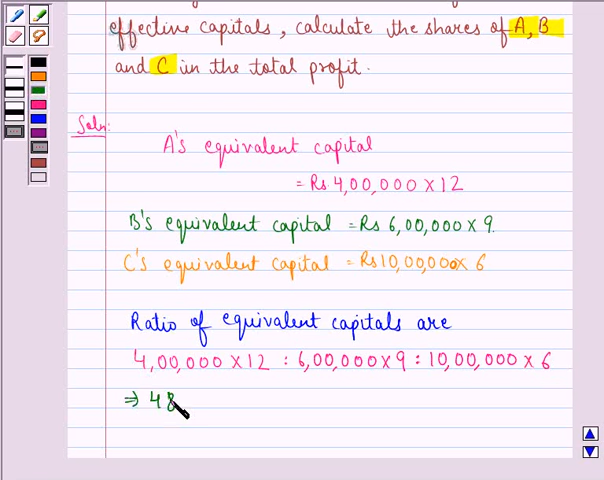 effective capitals, calculate the shares of A, B
and C in the total profit.
Soln:
A's equivalent capital
= Rs. 4,00,000 × 12
B's equivalent capital = Rs 6,00,000 × 9.
C's equivalent capital = Rs 10,00,000 × 6
Ratio of equivalent capitals are
4,00,000 × 12 : 6,00,000 × 9 : 10,00,000 × 6
⇒ 48